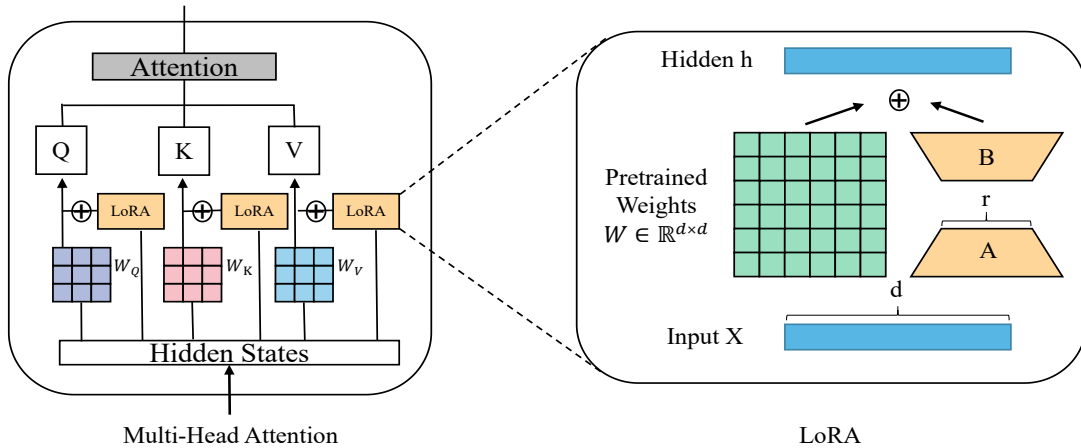 Attention
Q
K
V
LoRA
LoRA
LoRA
W_Q
W_K
W_V
Hidden States
Multi-Head Attention
Hidden h
Pretrained
Weights
W ∈ ℝ^{d×d}
B
r
A
d
Input X
LoRA